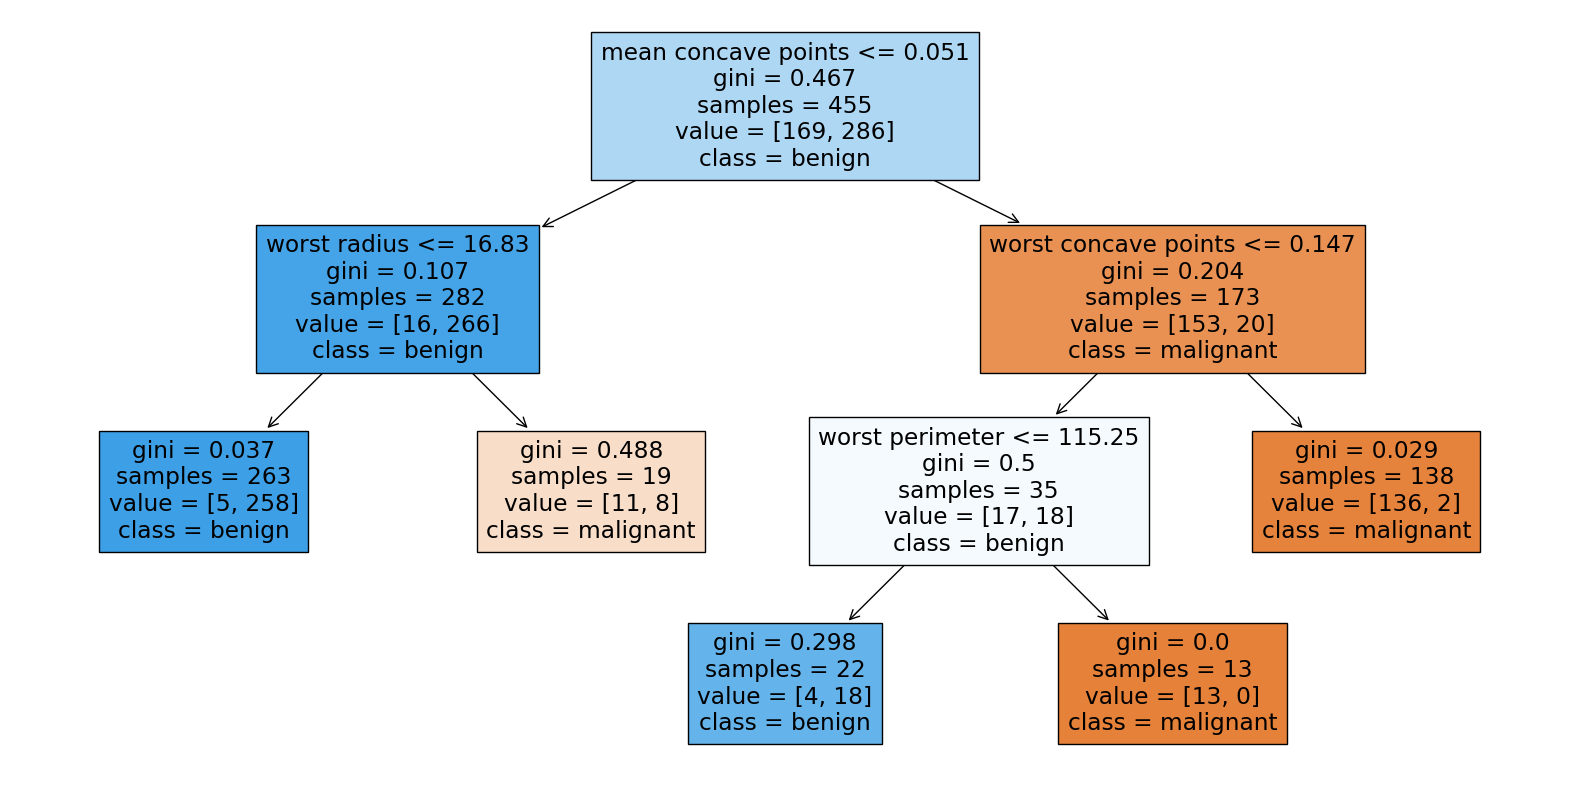 mean concave points <= 0.051
gini = 0.467
samples = 455
value = [169, 286]
class = benign
worst radius <= 16.83
gini = 0.107
samples = 282
value = [16, 266]
class = benign
worst concave points <= 0.147
gini = 0.204
samples = 173
value = [153, 20]
class = malignant
gini = 0.037
samples = 263
value = [5, 258]
class = benign
gini = 0.488
samples = 19
value = [11, 8]
class = malignant
worst perimeter <= 115.25
gini = 0.5
samples = 35
value = [17, 18]
class = benign
gini = 0.029
samples = 138
value = [136, 2]
class = malignant
gini = 0.298
samples = 22
value = [4, 18]
class = benign
gini = 0.0
samples = 13
value = [13, 0]
class = malignant